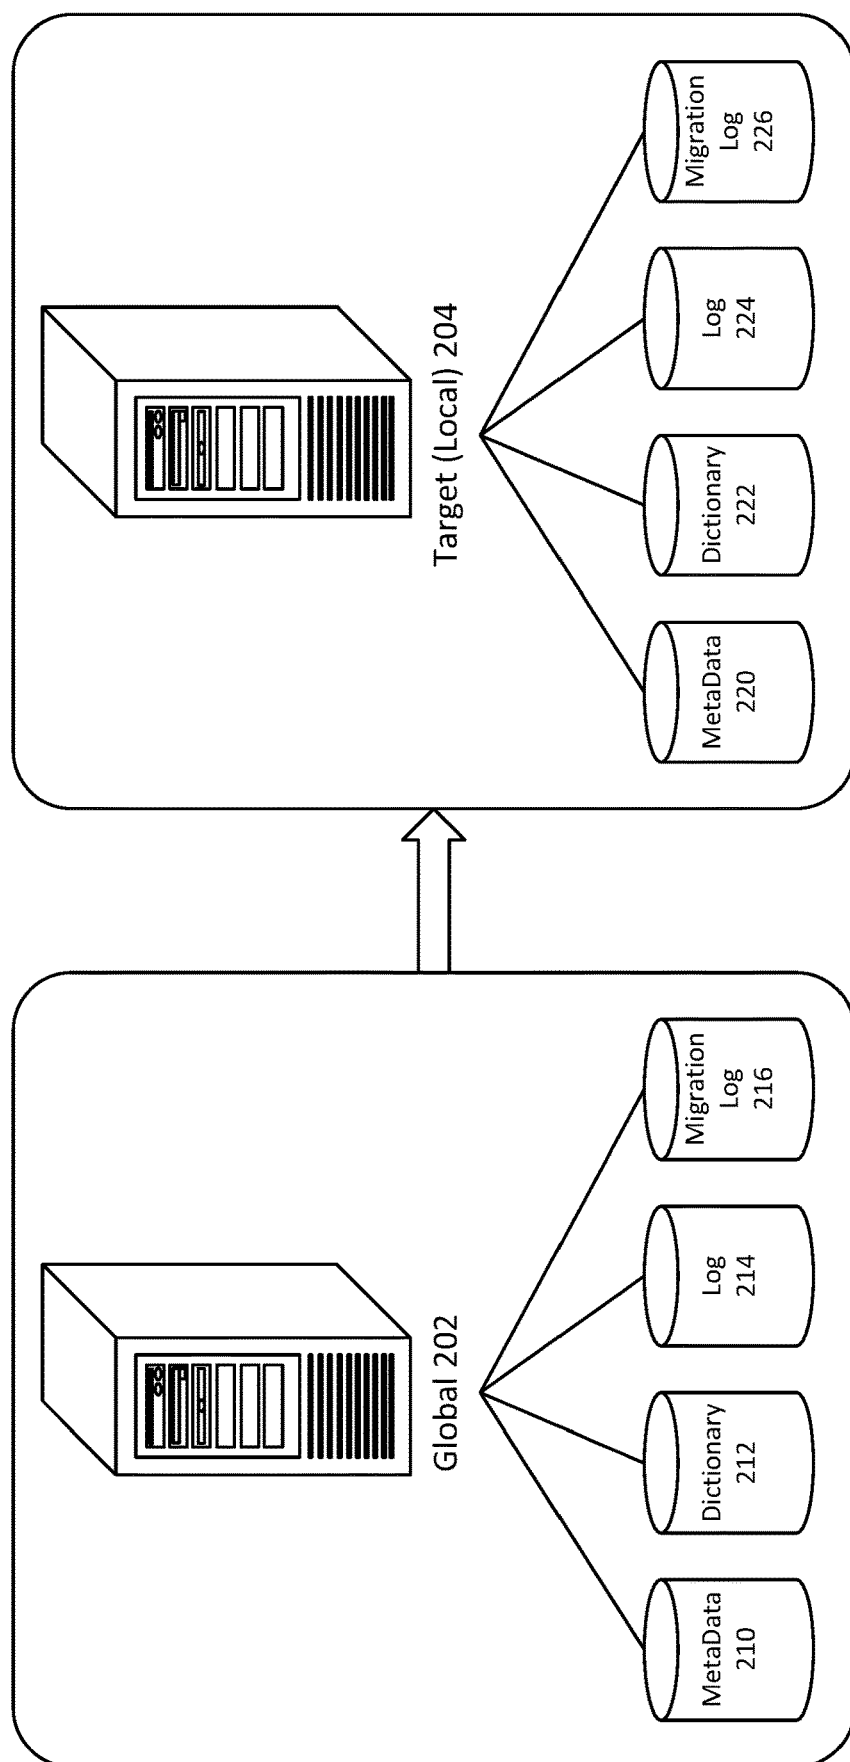 Global 202
MetaData
210
Dictionary
212
Log
214
Migration
Log
216
Target (Local) 204
MetaData
220
Dictionary
222
Log
224
Migration
Log
226